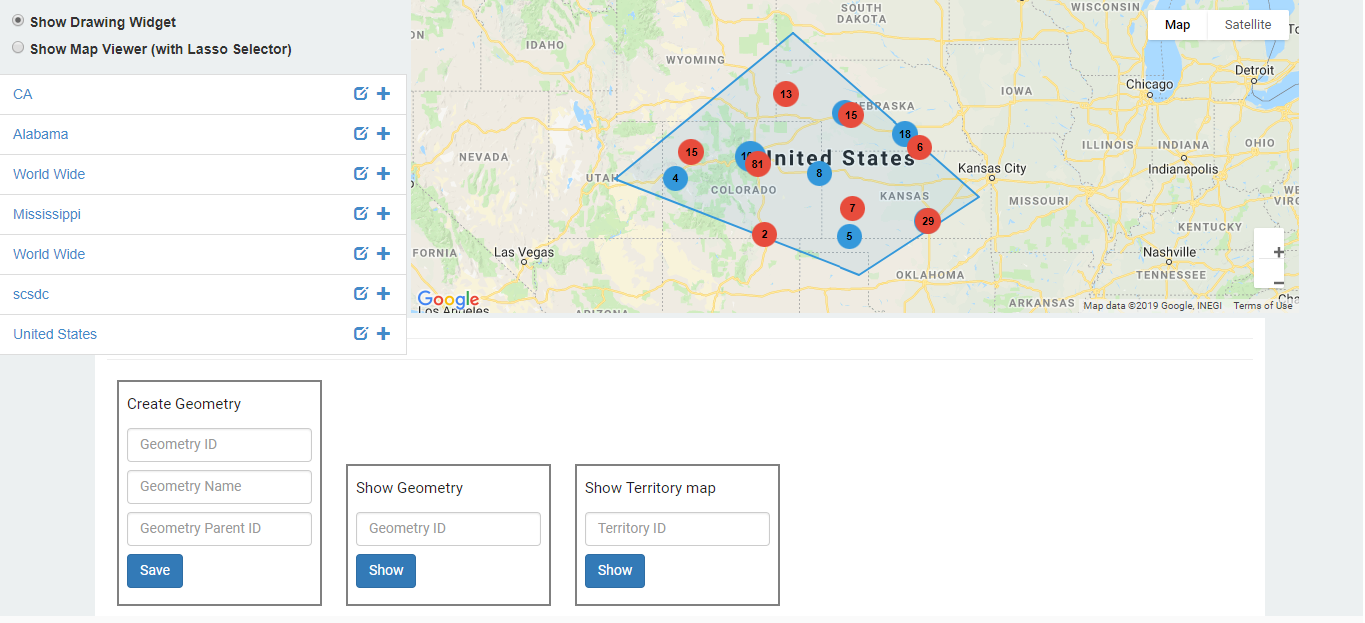 Show Drawing Widget
Show Map Viewer (with Lasso Selector)
CA
Alabama
World Wide
Mississippi
World Wide
scsdc
United States
SOUTH
DAKOTA
WISCONSIN
Map
Satellite
IDAHO
WYOMING
Detroit
Chicago
IOWA
13
15
EBRASKA
18
6
ILLINOIS
INDIANA
OHIO
NEVADA
15
81
United States
Kansas City
Indianapolis
UTAH
4
8
COLORADO
KANSAS
MISSOURI
7
29
KENTUCKY
2
5
FORNIA
Las Vegas
Nashville
OKLAHOMA
TENNESSEE
Google
Los Angeles
ARIZONA
ARKANSAS
Map data ©2019 Google, INEGI
Terms of Use
Create Geometry
Geometry ID
Geometry Name
Geometry Parent ID
Save
Show Geometry
Geometry ID
Show
Show Territory map
Territory ID
Show